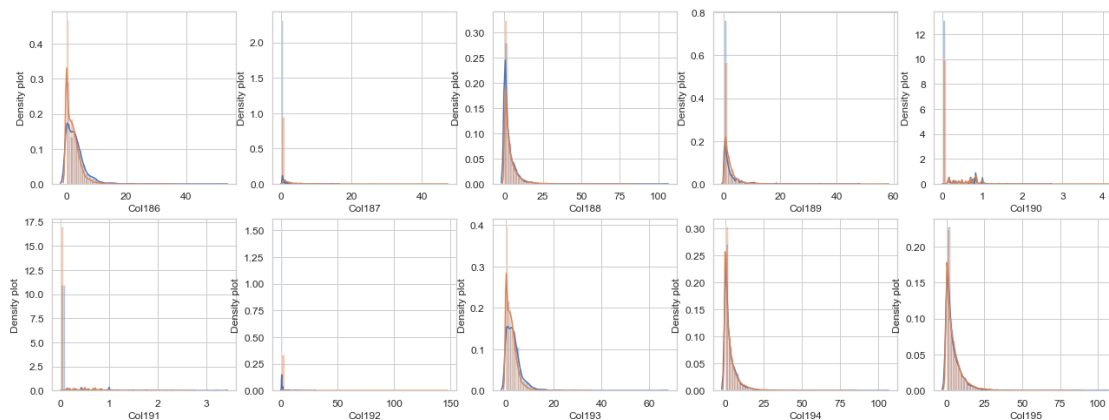 0.4
0.3
0.2
0.1
0.0
Density plot
0 20 40
Col186
2.0
1.5
1.0
0.5
0.0
Density plot
0 20 40
Col187
0.30
0.25
0.20
0.15
0.10
0.05
0.00
Density plot
0 25 50 75 100
Col188
0.8
0.6
0.4
0.2
0.0
Density plot
0 20 40 60
Col189
12
10
8
6
4
2
0
Density plot
0 1 2 3 4
Col190
17.5
15.0
12.5
10.0
7.5
5.0
2.5
0.0
Density plot
0 1 2 3
Col191
1.50
1.25
1.00
0.75
0.50
0.25
0.00
Density plot
0 50 100 150
Col192
0.4
0.3
0.2
0.1
0.0
Density plot
0 20 40 60
Col193
0.30
0.25
0.20
0.15
0.10
0.05
0.00
Density plot
0 25 50 75 100
Col194
0.20
0.15
0.10
0.05
0.00
Density plot
0 25 50 75 100
Col195